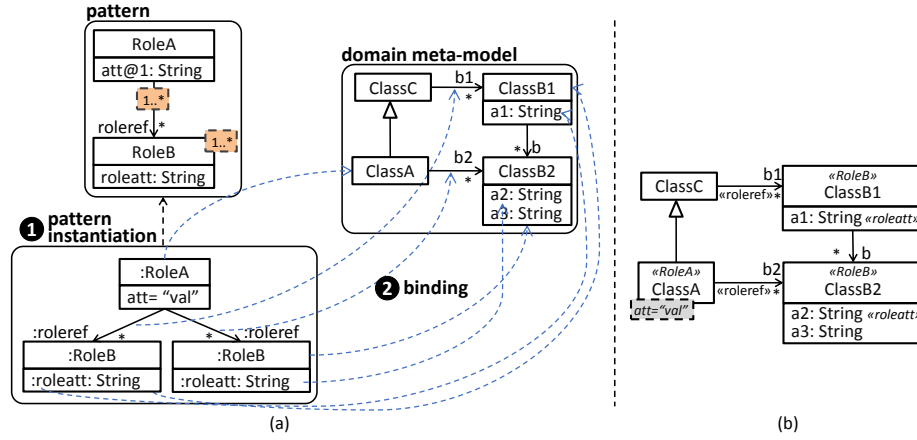 pattern
RoleA
att@1: String
1..*
roleref *
1..*
RoleB
roleatt: String
domain meta-model
ClassC
b1
*
ClassB1
a1: String
* b
ClassA
b2
*
ClassB2
a2: String
a3: String
1 pattern
instantiation
:RoleA
att= “val”
:roleref
*
*
:roleref
:RoleB
:roleatt: String
:RoleB
:roleatt: String
2 binding
(a)
ClassC
b1
«roleref»*
«RoleB»
ClassB1
a1: String «roleatt»
* b
«RoleA»
ClassA
att=“val”
b2
«roleref»*
«RoleB»
ClassB2
a2: String «roleatt»
a3: String
(b)